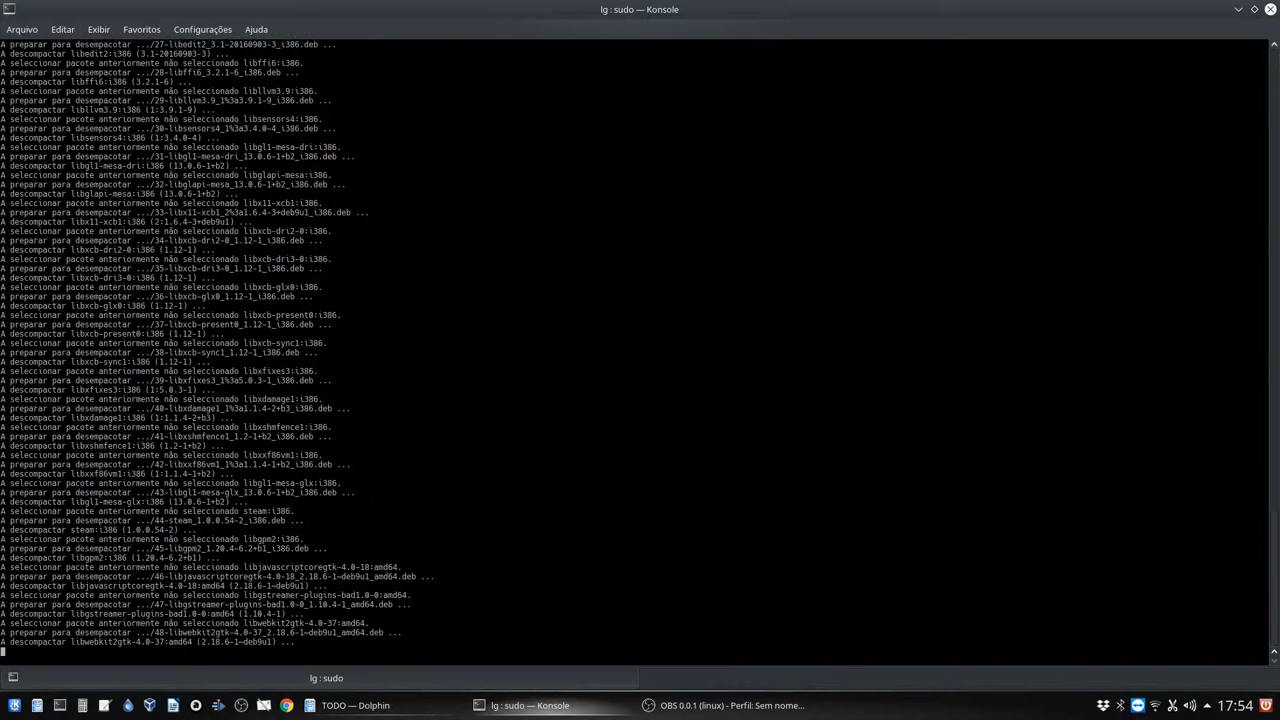 lg : sudo — Konsole
Arquivo Editar Exibir Favoritos Configurações Ajuda
A preparar para desempacotar .../27-libedit2_3.1-20160903-3_i386.deb ...
A descompactar libedit2:i386 (3.1-20160903-3) ...
A seleccionar pacote anteriormente não seleccionado libffi6:i386.
A preparar para desempacotar .../28-libffi6_3.2.1-6_i386.deb ...
A descompactar libffi6:i386 (3.2.1-6) ...
A seleccionar pacote anteriormente não seleccionado libllvm3.9:i386.
A preparar para desempacotar .../29-libllvm3.9_1%3a3.9.1-9_i386.deb ...
A descompactar libllvm3.9:i386 (1:3.9.1-9) ...
A seleccionar pacote anteriormente não seleccionado libsensors4:i386.
A preparar para desempacotar .../30-libsensors4_1%3a3.4.0-4_i386.deb ...
A descompactar libsensors4:i386 (1:3.4.0-4) ...
A seleccionar pacote anteriormente não seleccionado libgl1-mesa-dri:i386.
A preparar para desempacotar .../31-libgl1-mesa-dri_13.0.6-1+b2_i386.deb ...
A descompactar libgl1-mesa-dri:i386 (13.0.6-1+b2) ...
A seleccionar pacote anteriormente não seleccionado libglapi-mesa:i386.
A preparar para desempacotar .../32-libglapi-mesa_13.0.6-1+b2_i386.deb ...
A descompactar libglapi-mesa:i386 (13.0.6-1+b2) ...
A seleccionar pacote anteriormente não seleccionado libx11-xcb1:i386.
A preparar para desempacotar .../33-libx11-xcb1_2%3a1.6.4-3+deb9u1_i386.deb ...
A descompactar libx11-xcb1:i386 (2:1.6.4-3+deb9u1) ...
A seleccionar pacote anteriormente não seleccionado libxcb-dri2-0:i386.
A preparar para desempacotar .../34-libxcb-dri2-0_1.12-1_i386.deb ...
A descompactar libxcb-dri2-0:i386 (1.12-1) ...
A seleccionar pacote anteriormente não seleccionado libxcb-dri3-0:i386.
A preparar para desempacotar .../35-libxcb-dri3-0_1.12-1_i386.deb ...
A descompactar libxcb-dri3-0:i386 (1.12-1) ...
A seleccionar pacote anteriormente não seleccionado libxcb-glx0:i386.
A preparar para desempacotar .../36-libxcb-glx0_1.12-1_i386.deb ...
A descompactar libxcb-glx0:i386 (1.12-1) ...
A seleccionar pacote anteriormente não seleccionado libxcb-present0:i386.
A preparar para desempacotar .../37-libxcb-present0_1.12-1_i386.deb ...
A descompactar libxcb-present0:i386 (1.12-1) ...
A seleccionar pacote anteriormente não seleccionado libxcb-sync1:i386.
A preparar para desempacotar .../38-libxcb-sync1_1.12-1_i386.deb ...
A descompactar libxcb-sync1:i386 (1.12-1) ...
A seleccionar pacote anteriormente não seleccionado libxfixes3:i386.
A preparar para desempacotar .../39-libxfixes3_1%3a5.0.3-1_i386.deb ...
A descompactar libxfixes3:i386 (1:5.0.3-1) ...
A seleccionar pacote anteriormente não seleccionado libxdamage1:i386.
A preparar para desempacotar .../40-libxdamage1_1%3a1.1.4-2+b3_i386.deb ...
A descompactar libxdamage1:i386 (1:1.1.4-2+b3) ...
A seleccionar pacote anteriormente não seleccionado libxshmfence1:i386.
A preparar para desempacotar .../41-libxshmfence1_1.2-1+b2_i386.deb ...
A descompactar libxshmfence1:i386 (1.2-1+b2) ...
A seleccionar pacote anteriormente não seleccionado libxxf86vm1:i386.
A preparar para desempacotar .../42-libxxf86vm1_1%3a1.1.4-1+b2_i386.deb ...
A descompactar libxxf86vm1:i386 (1:1.1.4-1+b2) ...
A seleccionar pacote anteriormente não seleccionado libgl1-mesa-glx:i386.
A preparar para desempacotar .../43-libgl1-mesa-glx_13.0.6-1+b2_i386.deb ...
A descompactar libgl1-mesa-glx:i386 (13.0.6-1+b2) ...
A seleccionar pacote anteriormente não seleccionado steam:i386.
A preparar para desempacotar .../44-steam_1.0.0.54-2_i386.deb ...
A descompactar steam:i386 (1.0.0.54-2) ...
A seleccionar pacote anteriormente não seleccionado libgpm2:i386.
A preparar para desempacotar .../45-libgpm2_1.20.4-6.2+b1_i386.deb ...
A descompactar libgpm2:i386 (1.20.4-6.2+b1) ...
A seleccionar pacote anteriormente não seleccionado libjavascriptcoregtk-4.0-18:amd64.
A preparar para desempacotar .../46-libjavascriptcoregtk-4.0-18_2.18.6-1~deb9u1_amd64.deb ...
A descompactar libjavascriptcoregtk-4.0-18:amd64 (2.18.6-1~deb9u1) ...
A seleccionar pacote anteriormente não seleccionado libgstreamer-plugins-bad1.0-0:amd64.
A preparar para desempacotar .../47-libgstreamer-plugins-bad1.0-0_1.10.4-1_amd64.deb ...
A descompactar libgstreamer-plugins-bad1.0-0:amd64 (1.10.4-1) ...
A seleccionar pacote anteriormente não seleccionado libwebkit2gtk-4.0-37:amd64.
A preparar para desempacotar .../48-libwebkit2gtk-4.0-37_2.18.6-1~deb9u1_amd64.deb ...
A descompactar libwebkit2gtk-4.0-37:amd64 (2.18.6-1~deb9u1) ...
lg : sudo
TODO — Dolphin lg : sudo — Konsole OBS 0.0.1 (linux) - Perfil: Sem nome... 17:54